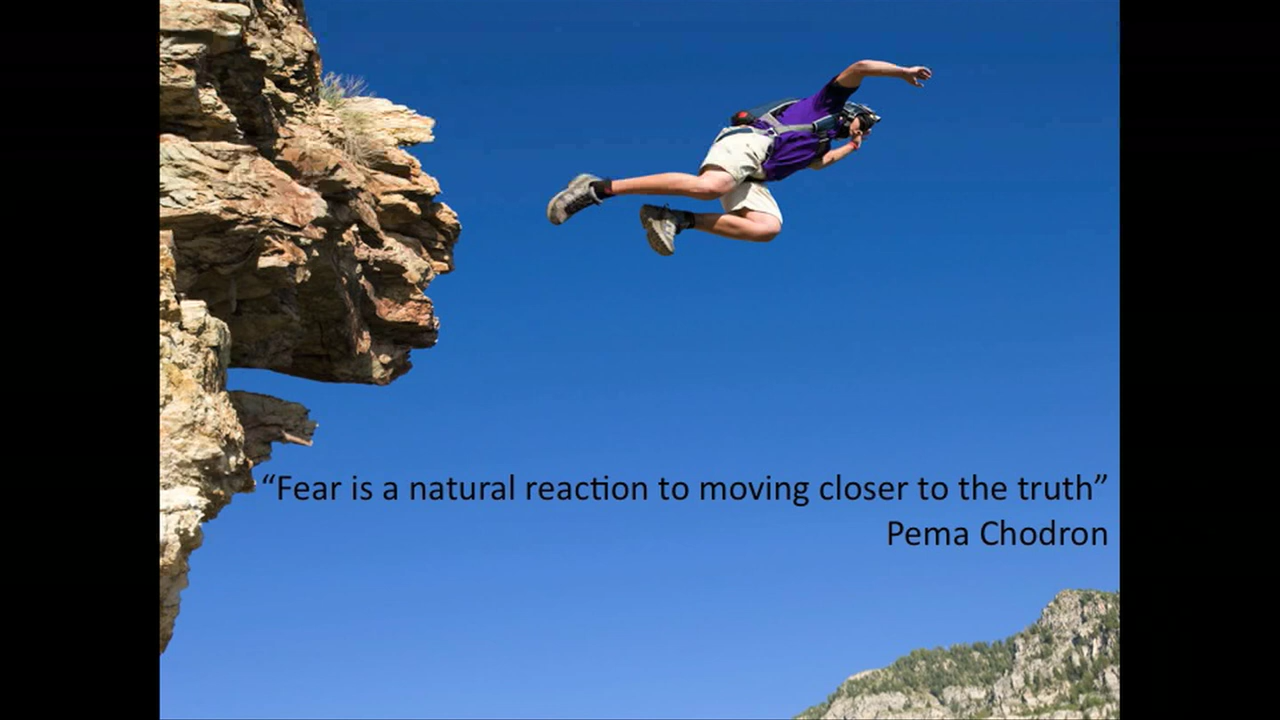 “Fear is a natural reaction to moving closer to the truth”
Pema Chodron